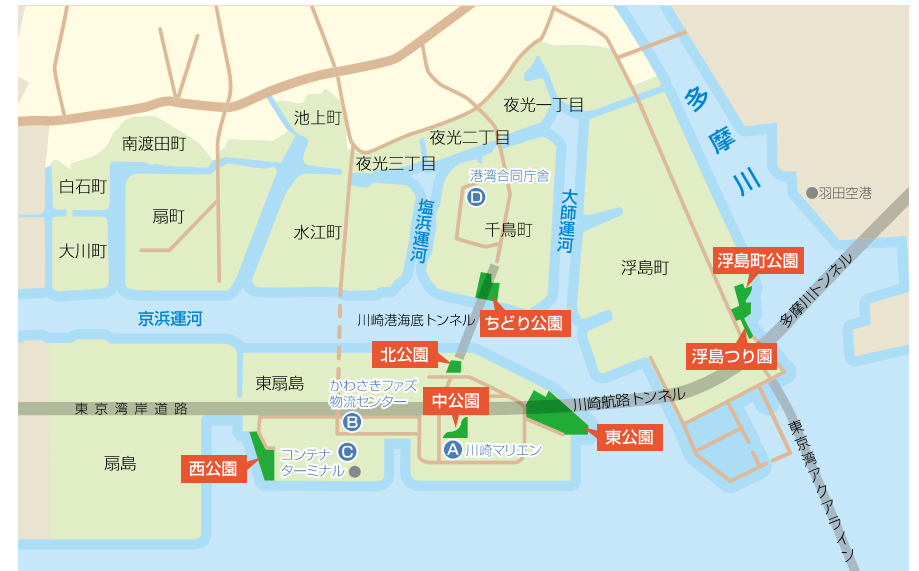 夜光一丁目
多摩川
池上町
夜光二丁目
南渡田町
夜光三丁目
港湾合同庁舎
D
白石町
羽田空港
扇町
塩浜運河
大師運河
水江町
千鳥町
大川町
浮島町
浮島町公園
多摩川トンネル
京浜運河
川崎港海底トンネル
ちどり公園
北公園
浮島つり園
東扇島
かわさきファズ
物流センター
中公園
川崎航路トンネル
東京湾岸道路
B
東公園
扇島
西公園
コンテナ
ターミナル
C
A
川崎マリエン
東京湾アクアライン